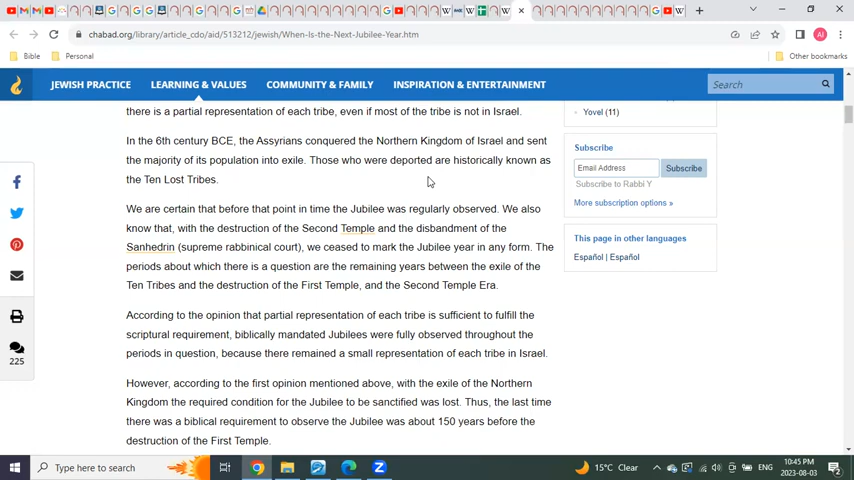 chabad.org/library/article_cdo/aid/513212/jewish/When-Is-the-Next-Jubilee-Year.htm
Bible
Personal
Other bookmarks
JEWISH PRACTICE
LEARNING & VALUES
COMMUNITY & FAMILY
INSPIRATION & ENTERTAINMENT
Search
there is a partial representation of each tribe, even if most of the tribe is not in Israel.
In the 6th century BCE, the Assyrians conquered the Northern Kingdom of Israel and sent
the majority of its population into exile. Those who were deported are historically known as
the Ten Lost Tribes.
We are certain that before that point in time the Jubilee was regularly observed. We also
know that, with the destruction of the Second Temple and the disbandment of the
Sanhedrin (supreme rabbinical court), we ceased to mark the Jubilee year in any form. The
periods about which there is a question are the remaining years between the exile of the
Ten Tribes and the destruction of the First Temple, and the Second Temple Era.
According to the opinion that partial representation of each tribe is sufficient to fulfill the
scriptural requirement, biblically mandated Jubilees were fully observed throughout the
periods in question, because there remained a small representation of each tribe in Israel.
However, according to the first opinion mentioned above, with the exile of the Northern
Kingdom the required condition for the Jubilee to be sanctified was lost. Thus, the last time
there was a biblical requirement to observe the Jubilee was about 150 years before the
destruction of the First Temple.
225
Yovel (11)
Subscribe
Email Address
Subscribe
Subscribe to Rabbi Y
More subscription options »
This page in other languages
Español | Español
Type here to search
15°C Clear
ENG
10:45 PM
2023-08-03
2